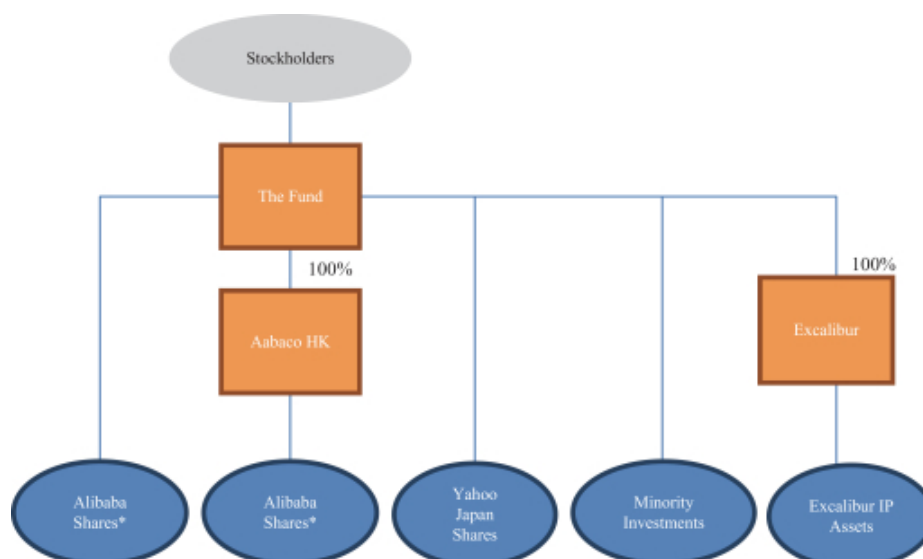 Stockholders
The Fund
100%
100%
Aabaco HK
Excalibur
Alibaba
Shares*
Alibaba
Shares*
Yahoo
Japan
Shares
Minority
Investments
Excalibur IP
Assets